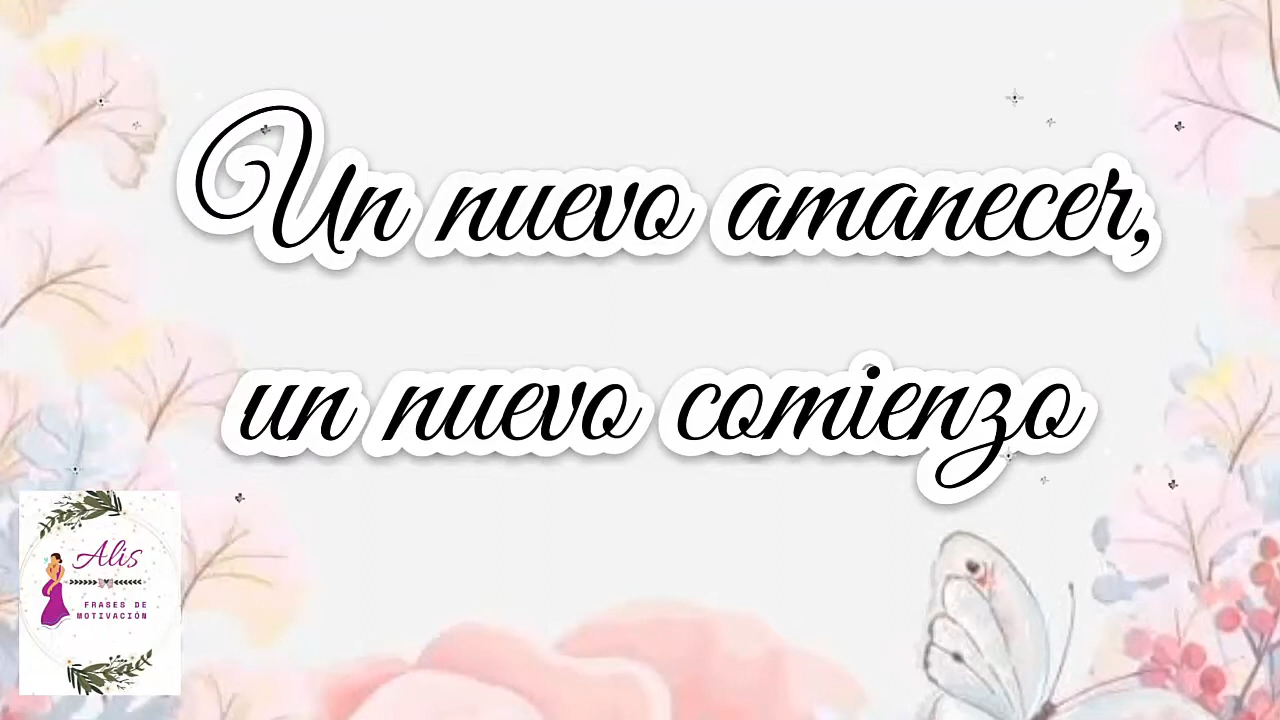 Un nuevo amanecer,
un nuevo comienzo
Alis
FRASES DE
MOTIVACIÓN